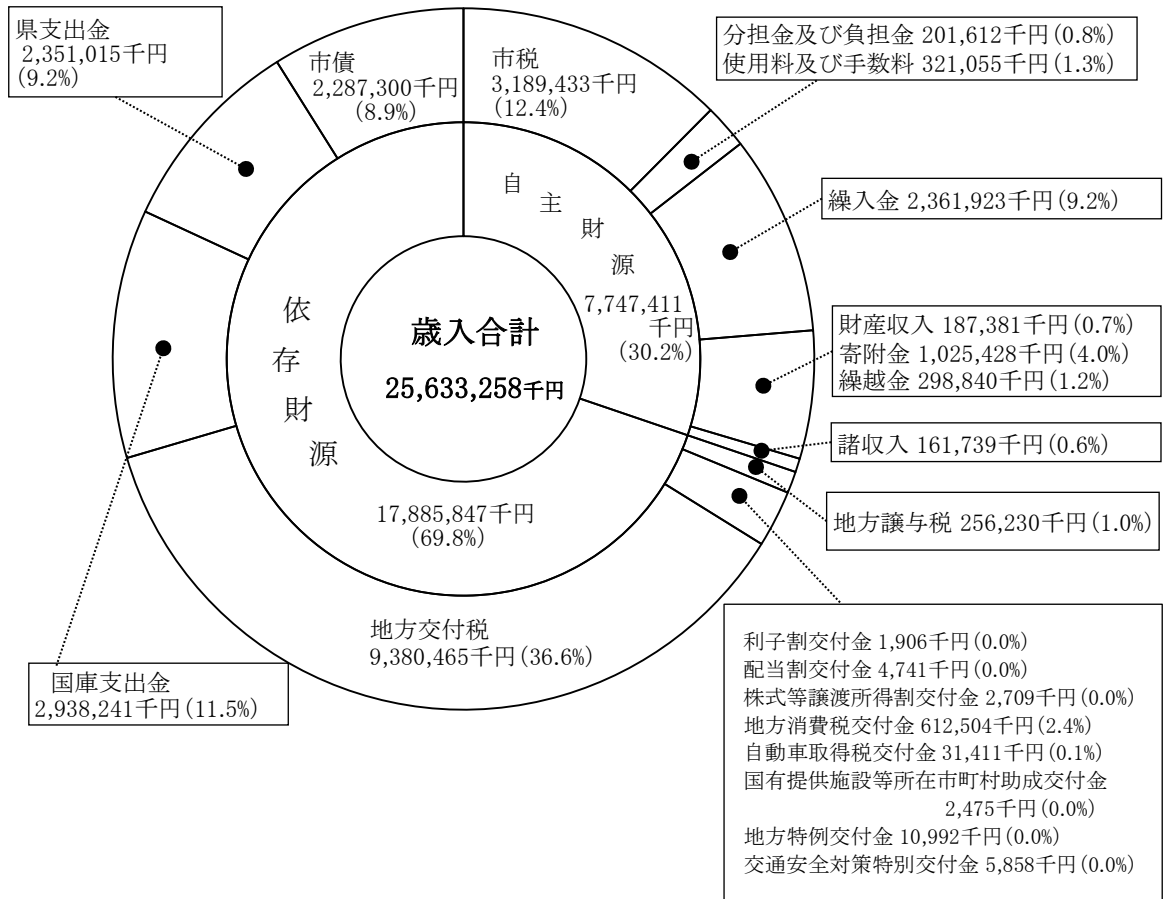 県支出金
2,351,015千円
(9.2%)
市債
2,287,300千円
(8.9%)
市税
3,189,433千円
(12.4%)
分担金及び負担金 201,612千円(0.8%)
使用料及び手数料 321,055千円(1.3%)
繰入金 2,361,923千円(9.2%)
自主財源
7,747,411
千円
(30.2%)
財産収入 187,381千円(0.7%)
寄附金 1,025,428千円(4.0%)
繰越金 298,840千円(1.2%)
歳入合計
25,633,258千円
諸収入 161,739千円(0.6%)
地方譲与税 256,230千円(1.0%)
依存財源
17,885,847千円
(69.8%)
地方交付税
9,380,465千円(36.6%)
国庫支出金
2,938,241千円(11.5%)
利子割交付金 1,906千円(0.0%)
配当割交付金 4,741千円(0.0%)
株式等譲渡所得割交付金 2,709千円(0.0%)
地方消費税交付金 612,504千円(2.4%)
自動車取得税交付金 31,411千円(0.1%)
国有提供施設等所在市町村助成交付金
2,475千円(0.0%)
地方特例交付金 10,992千円(0.0%)
交通安全対策特別交付金 5,858千円(0.0%)